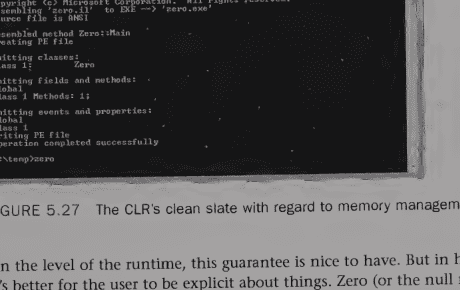 pyright (c) Microsoft Corporation. All rights reserved.
sembling 'zero.il' to EXE --> 'zero.exe'
urce file is ANSI
sembled method Zero::Main
eating PE file
itting classes:
ass 1: Zero
itting fields and methods:
lobal
lass 1 Methods: 1;
itting events and properties:
lobal
lass 1
riting PE file
peration completed successfully
:\temp>zero
GURE 5.27 The CLR's clean slate with regard to memory managem
n the level of the runtime, this guarantee is nice to have. But in h
's better for the user to be explicit about things. Zero (or the null